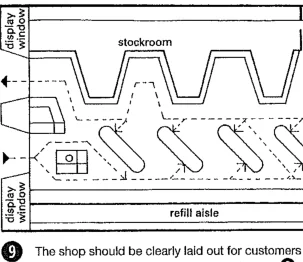 display
window
stockroom
display
window
refill aisle
9 The shop should be clearly laid out for customers